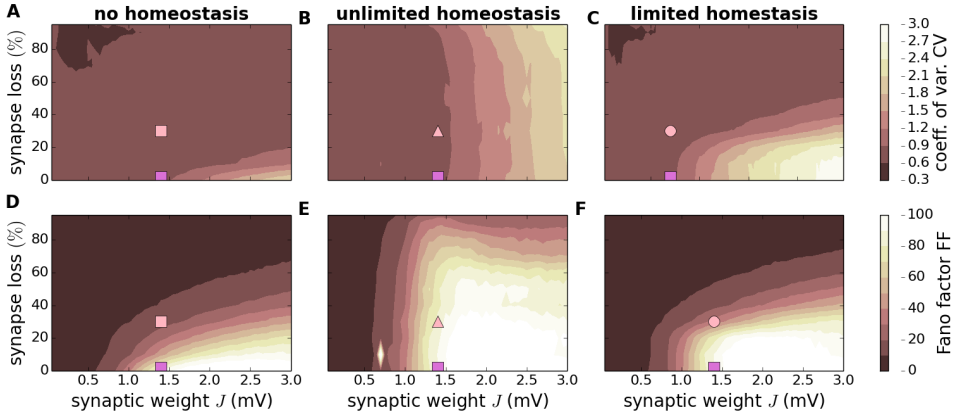 A no homeostasis B unlimited homeostasis C limited homestasis
synapse loss (%)
80
60
40
20
0
3.0
2.7
2.4
2.1
1.8
1.5
1.2
0.9
0.6
0.3
coeff. of var. CV
D E F
synapse loss (%)
80
60
40
20
0
0.5 1.0 1.5 2.0 2.5 3.0
0.5 1.0 1.5 2.0 2.5 3.0
0.5 1.0 1.5 2.0 2.5 3.0
synaptic weight J (mV) synaptic weight J (mV) synaptic weight J (mV)
100
80
60
40
20
0
Fano factor FF